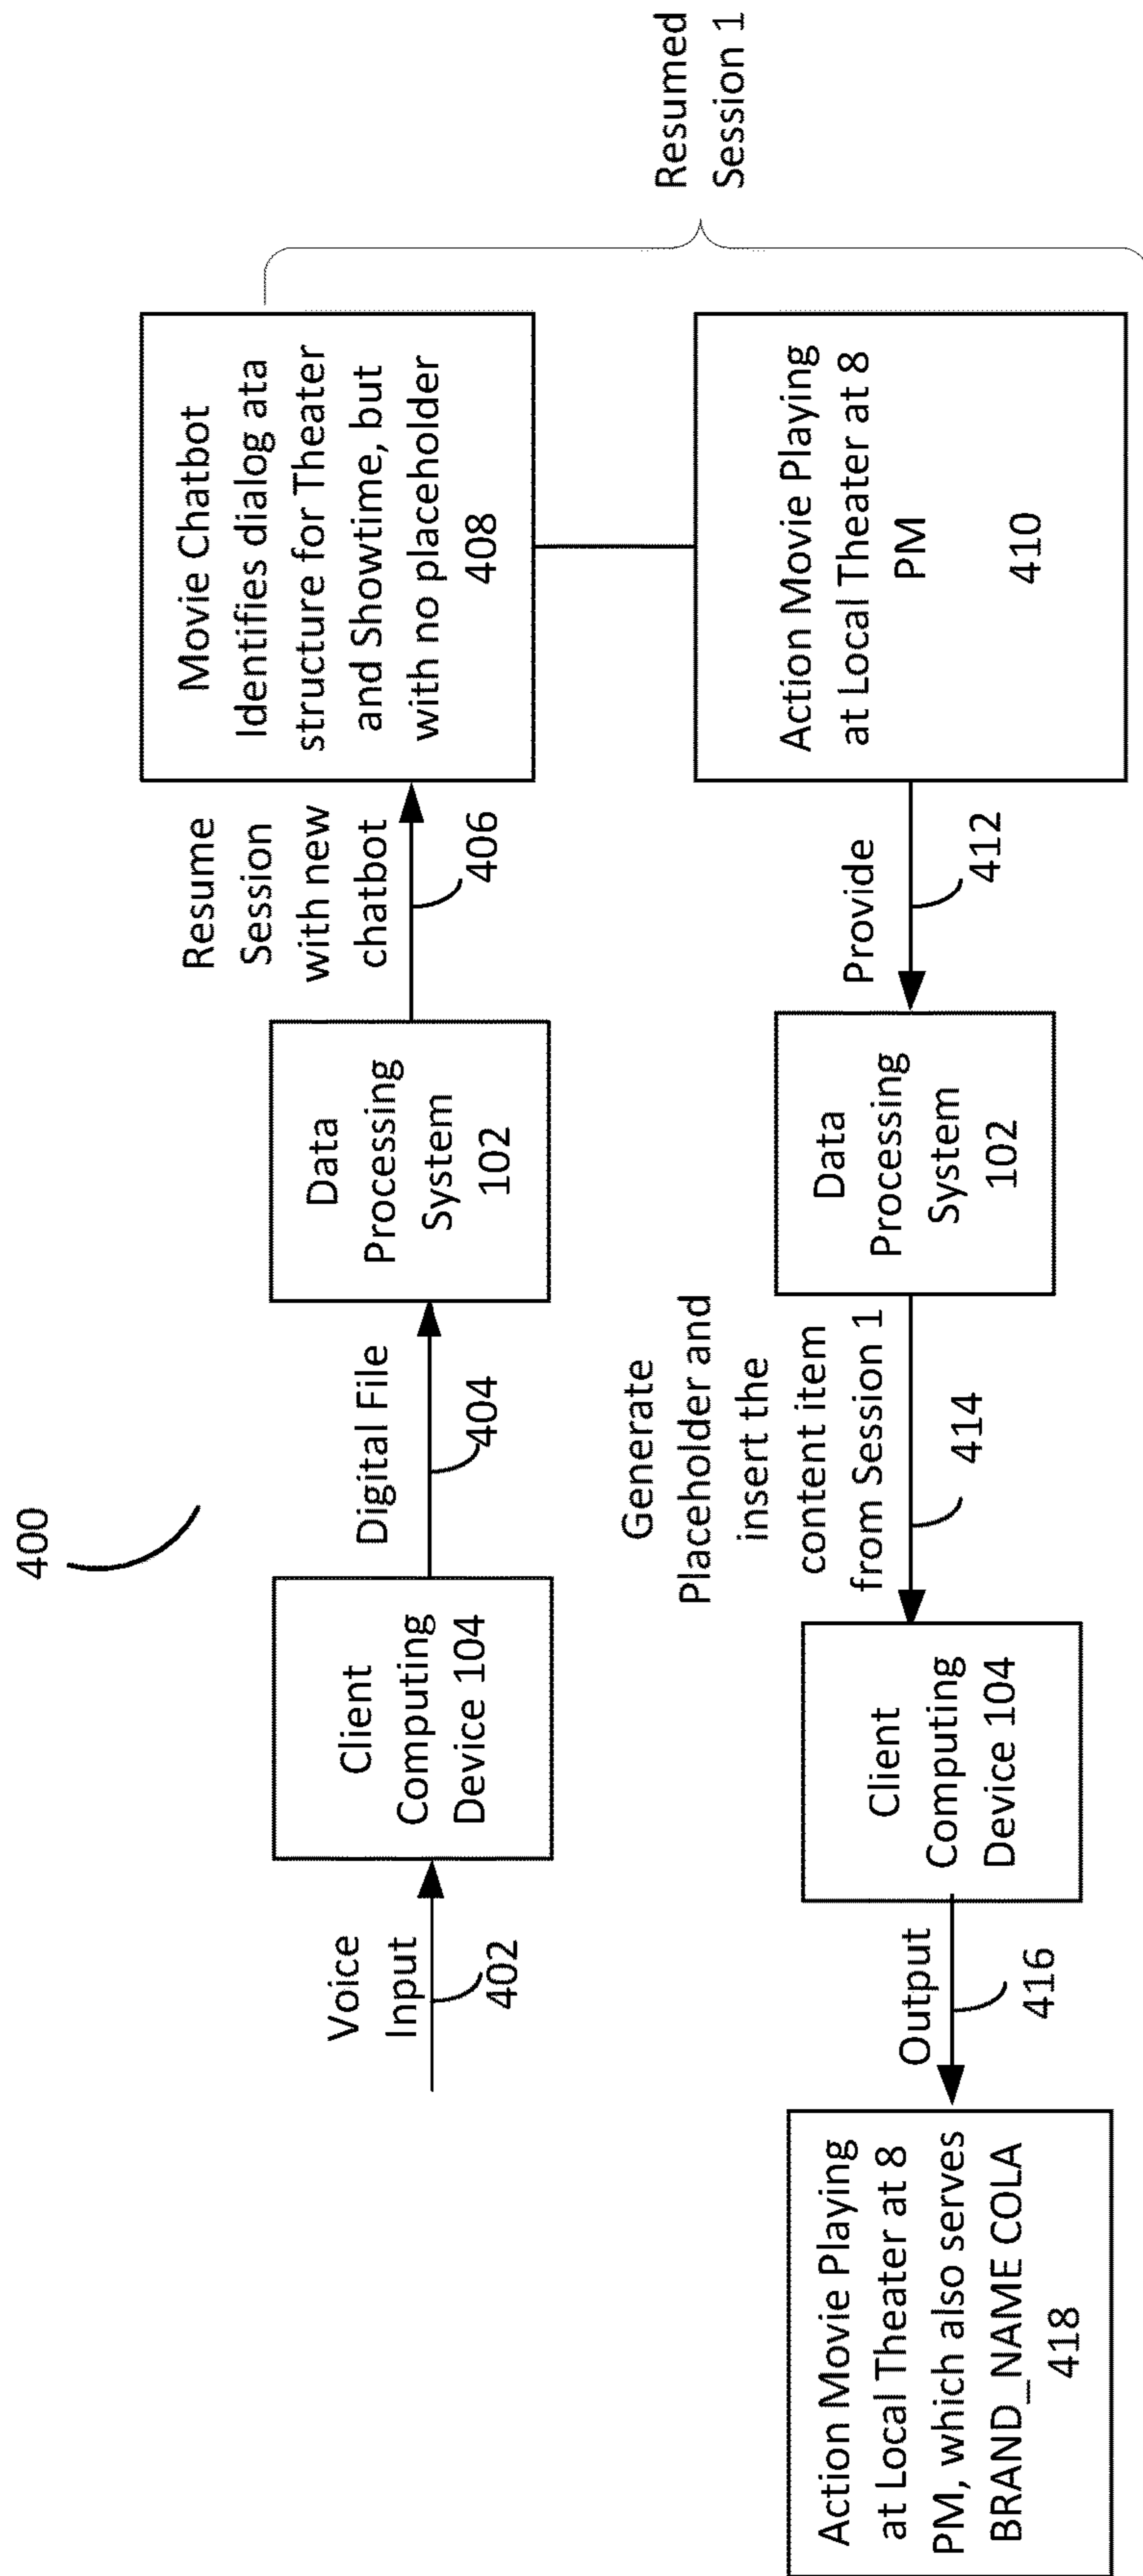 400
Voice
Input
402
Client
Computing
Device 104
Digital File
404
Data
Processing
System
102
Resume
Session
with new
chatbot
406
Movie Chatbot
Identifies dialog ata
structure for Theater
and Showtime, but
with no placeholder
408
Resumed
Session 1
Action Movie Playing
at Local Theater at 8
PM
410
Provide
412
Data
Processing
System
102
Generate
Placeholder and
insert the
content item
from Session 1
414
Client
Computing
Device 104
Output
416
Action Movie Playing
at Local Theater at 8
PM, which also serves
BRAND_NAME COLA
418